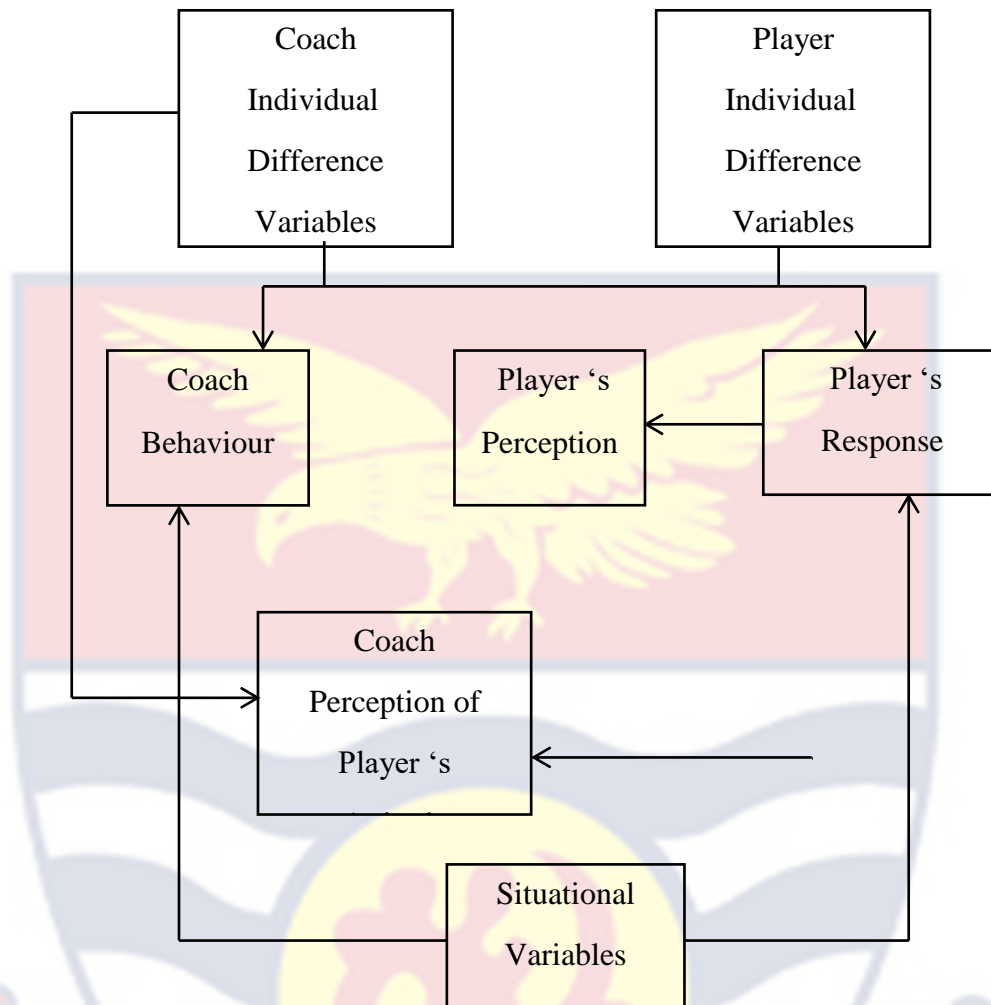 Coach
Individual
Difference
Variables
Player
Individual
Difference
Variables
Coach
Behaviour
Player ‘s
Perception
Player ‘s
Response
Coach
Perception of
Player ‘s
Situational
Variables